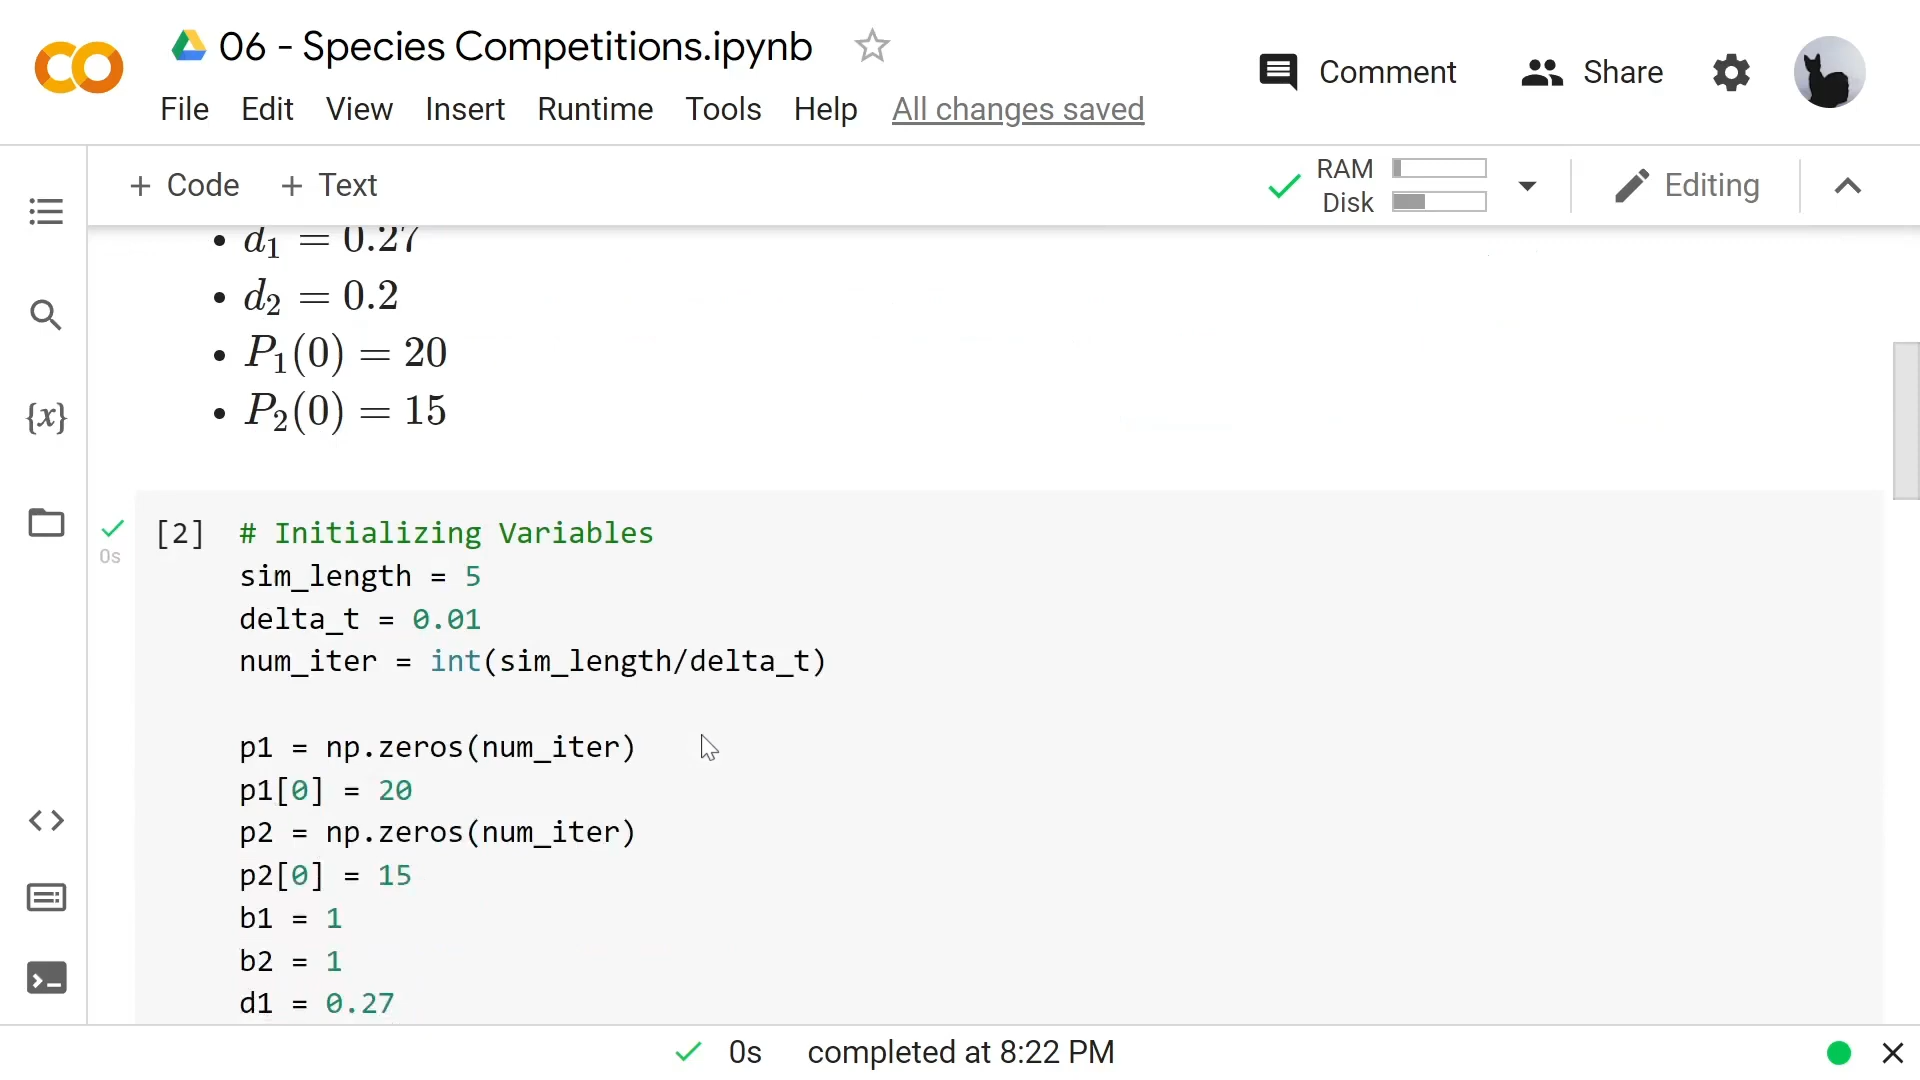 06 - Species Competitions.ipynb
File Edit View Insert Runtime Tools Help All changes saved
Comment Share
+ Code + Text
RAM
Disk
Editing
{x}
• d₁ = 0.27
• d₂ = 0.2
• P₁(0) = 20
• P₂(0) = 15
[2] # Initializing Variables
0s
sim_length = 5
delta_t = 0.01
num_iter = int(sim_length/delta_t)
p1 = np.zeros(num_iter)
p1[0] = 20
p2 = np.zeros(num_iter)
p2[0] = 15
b1 = 1
b2 = 1
d1 = 0.27
0s completed at 8:22 PM